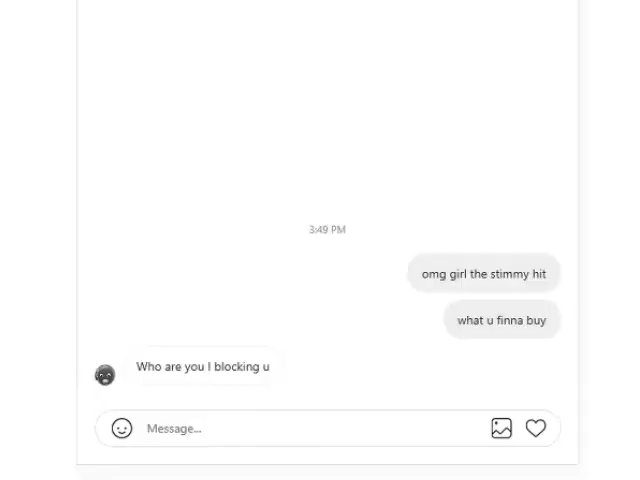 3:49 PM
omg girl the stimmy hit
what u finna buy
Who are you I blocking u
Message...